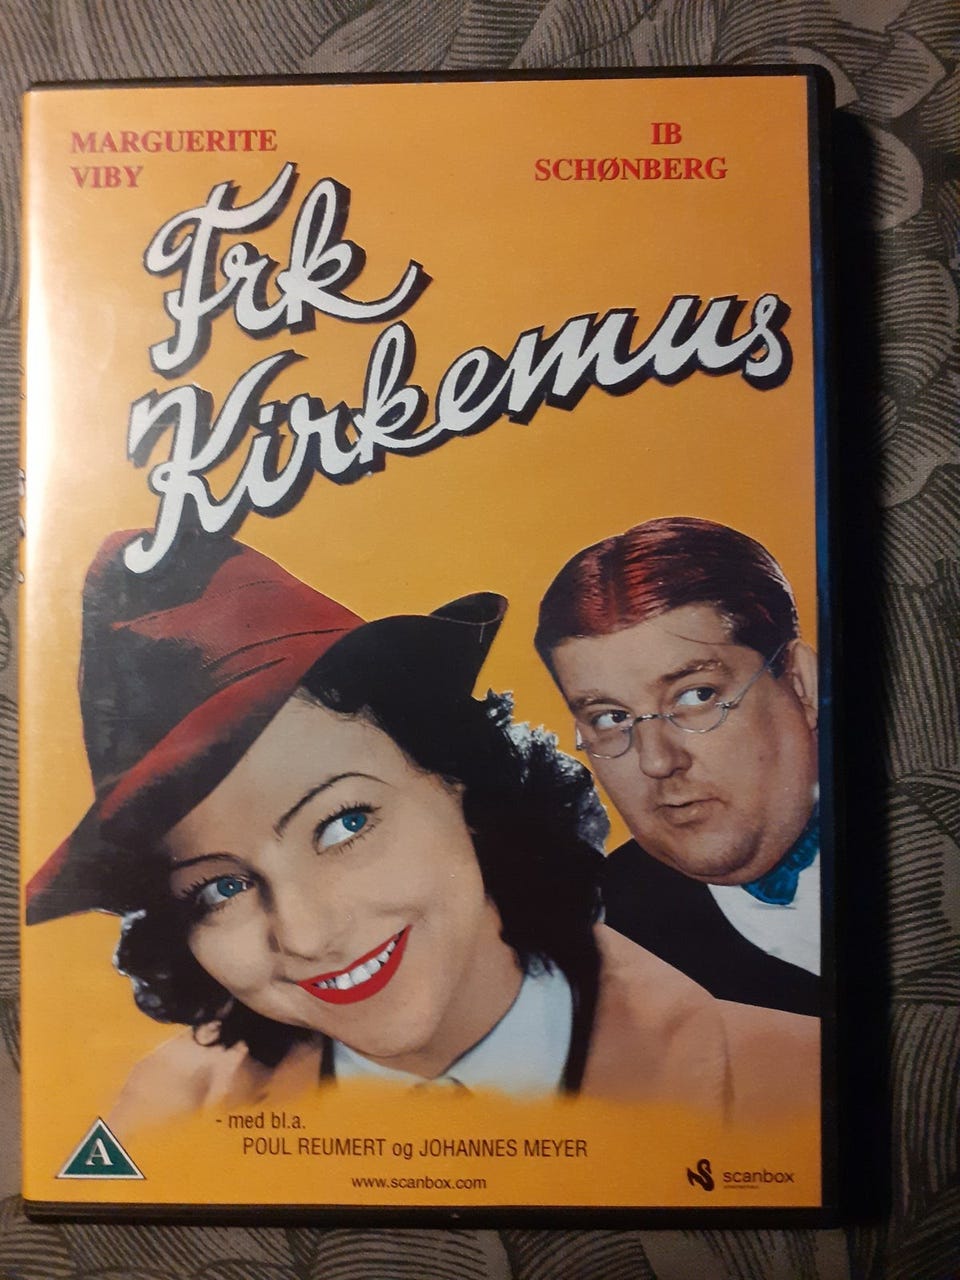 MARGUERITE
VIBY
IB
SCHØNBERG
Frk
Kirkemus
- med bl.a.
POUL REUMERT og JOHANNES MEYER
A
www.scanbox.com
scanbox